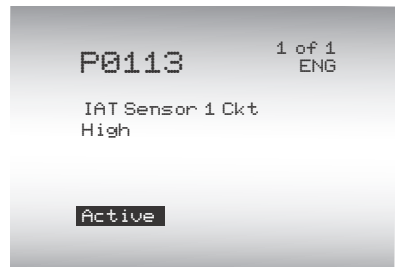 P0113
1 of 1
ENG
IAT Sensor 1 Ckt
High
Active